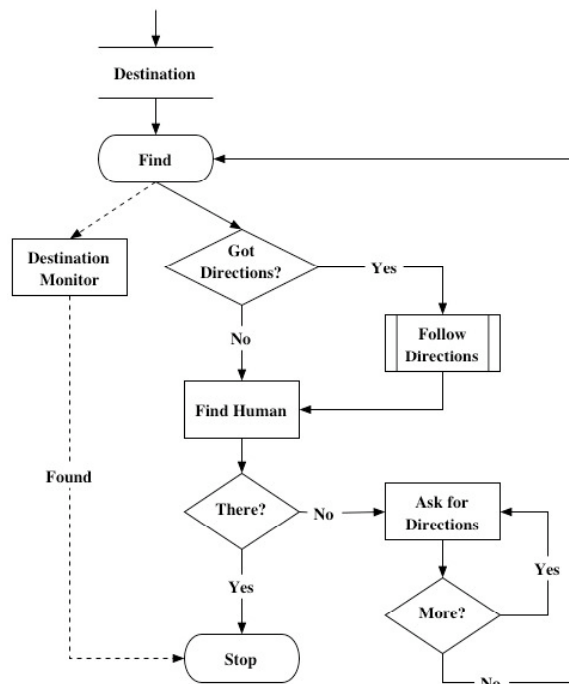 Destination
Find
Destination
Monitor
Got
Directions?
Yes
Follow
Directions
No
Find Human
Found
There?
No
Ask for
Directions
Yes
Yes
More?
Stop
No